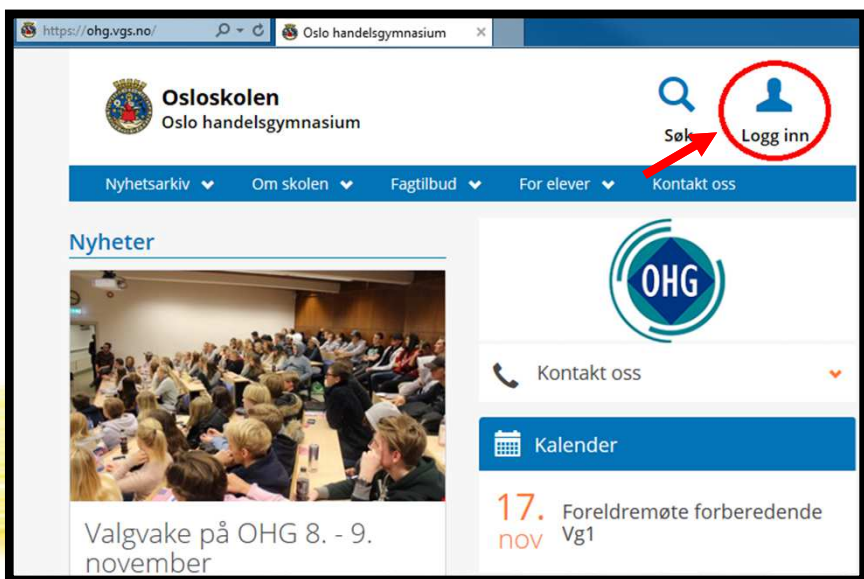 https://ohg.vgs.no/
Oslo handelsgymnasium
Osloskolen
Oslo handelsgymnasium
Søk
Logg inn
Nyhetsarkiv Om skolen Fagtilbud For elever Kontakt oss
Nyheter
OHG
Kontakt oss
Kalender
17.
nov
Foreldremøte forberedende
Vg1
Valgvake på OHG 8. - 9.
november